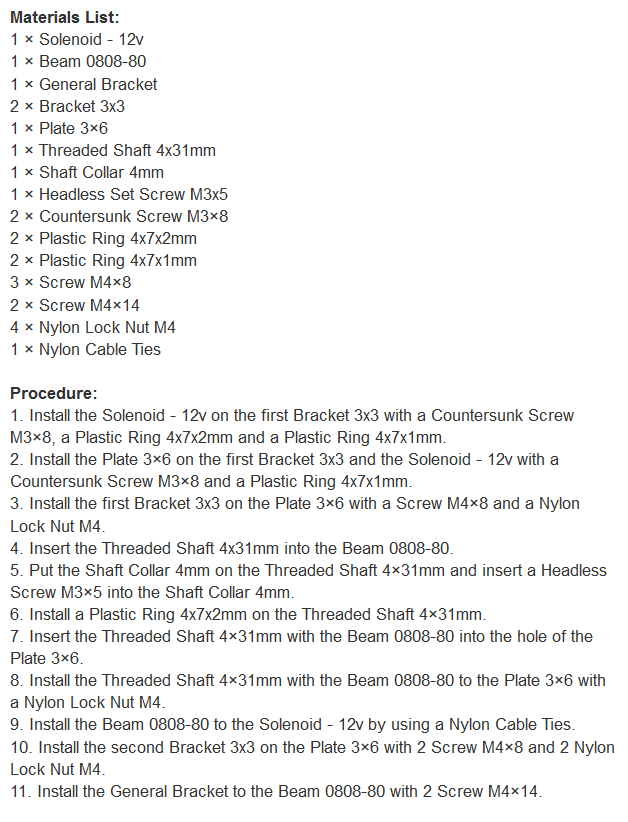 Materials List:
1 × Solenoid - 12v
1 × Beam 0808-80
1 × General Bracket
2 × Bracket 3x3
1 × Plate 3×6
1 × Threaded Shaft 4x31mm
1 × Shaft Collar 4mm
1 × Headless Set Screw M3x5
2 × Countersunk Screw M3×8
2 × Plastic Ring 4x7x2mm
2 × Plastic Ring 4x7x1mm
3 × Screw M4×8
2 × Screw M4×14
4 × Nylon Lock Nut M4
1 × Nylon Cable Ties
Procedure:
1. Install the Solenoid - 12v on the first Bracket 3x3 with a Countersunk Screw
M3×8, a Plastic Ring 4x7x2mm and a Plastic Ring 4x7x1mm.
2. Install the Plate 3×6 on the first Bracket 3x3 and the Solenoid - 12v with a
Countersunk Screw M3×8 and a Plastic Ring 4x7x1mm.
3. Install the first Bracket 3x3 on the Plate 3×6 with a Screw M4×8 and a Nylon
Lock Nut M4.
4. Insert the Threaded Shaft 4x31mm into the Beam 0808-80.
5. Put the Shaft Collar 4mm on the Threaded Shaft 4×31mm and insert a Headless
Screw M3×5 into the Shaft Collar 4mm.
6. Install a Plastic Ring 4x7x2mm on the Threaded Shaft 4×31mm.
7. Insert the Threaded Shaft 4×31mm with the Beam 0808-80 into the hole of the
Plate 3×6.
8. Install the Threaded Shaft 4×31mm with the Beam 0808-80 to the Plate 3×6 with
a Nylon Lock Nut M4.
9. Install the Beam 0808-80 to the Solenoid - 12v by using a Nylon Cable Ties.
10. Install the second Bracket 3x3 on the Plate 3×6 with 2 Screw M4×8 and 2 Nylon
Lock Nut M4.
11. Install the General Bracket to the Beam 0808-80 with 2 Screw M4×14.